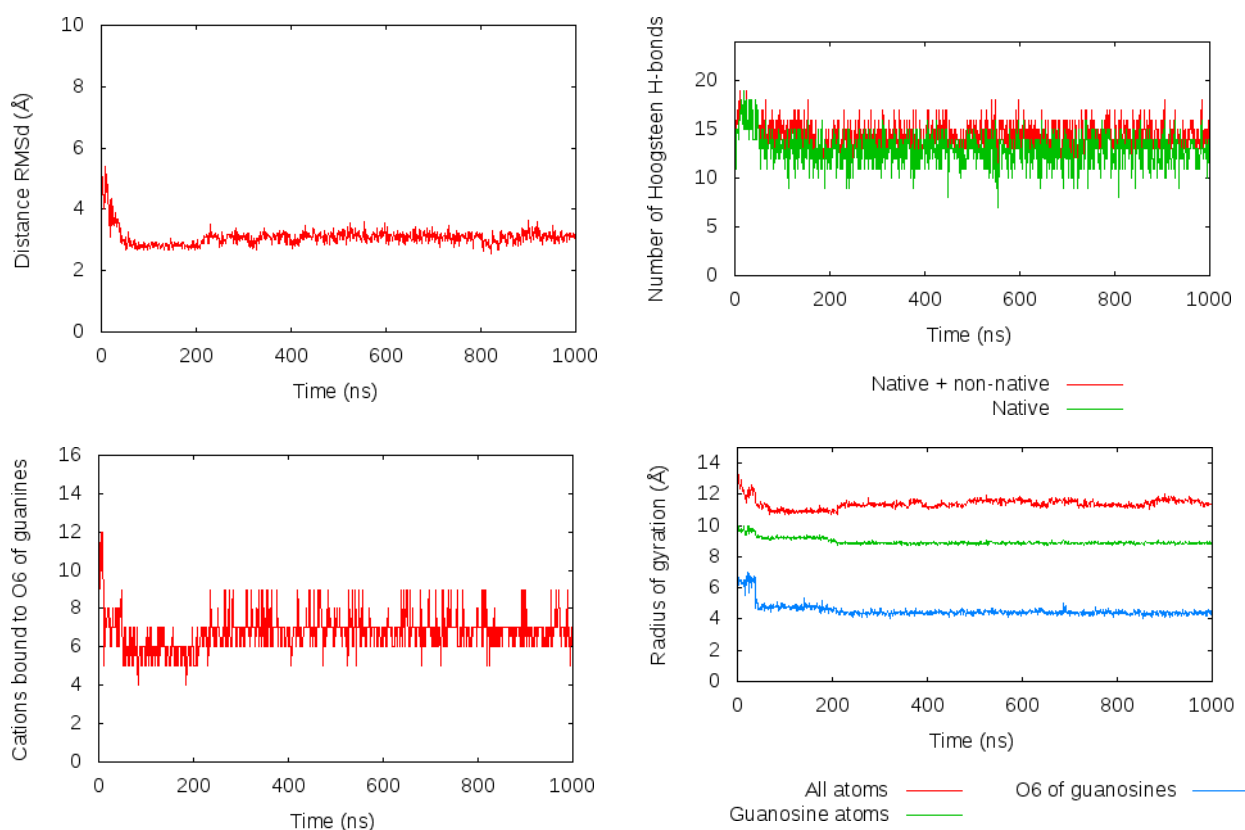 Distance RMSd (Å)
10
8
6
4
2
0
0 200 400 600 800 1000
Time (ns)
Number of Hoogsteen H-bonds
20
15
10
5
0
0 200 400 600 800 1000
Time (ns)
Native + non-native
Native
Cations bound to O6 of guanines
16
14
12
10
8
6
4
2
0
0 200 400 600 800 1000
Time (ns)
Radius of gyration (Å)
14
12
10
8
6
4
2
0
0 200 400 600 800 1000
Time (ns)
All atoms O6 of guanosines
Guanosine atoms